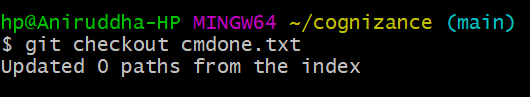 hp@Aniruddha-HP MINGW64 ~/cognizance (main)
$ git checkout cmdone.txt
Updated 0 paths from the index